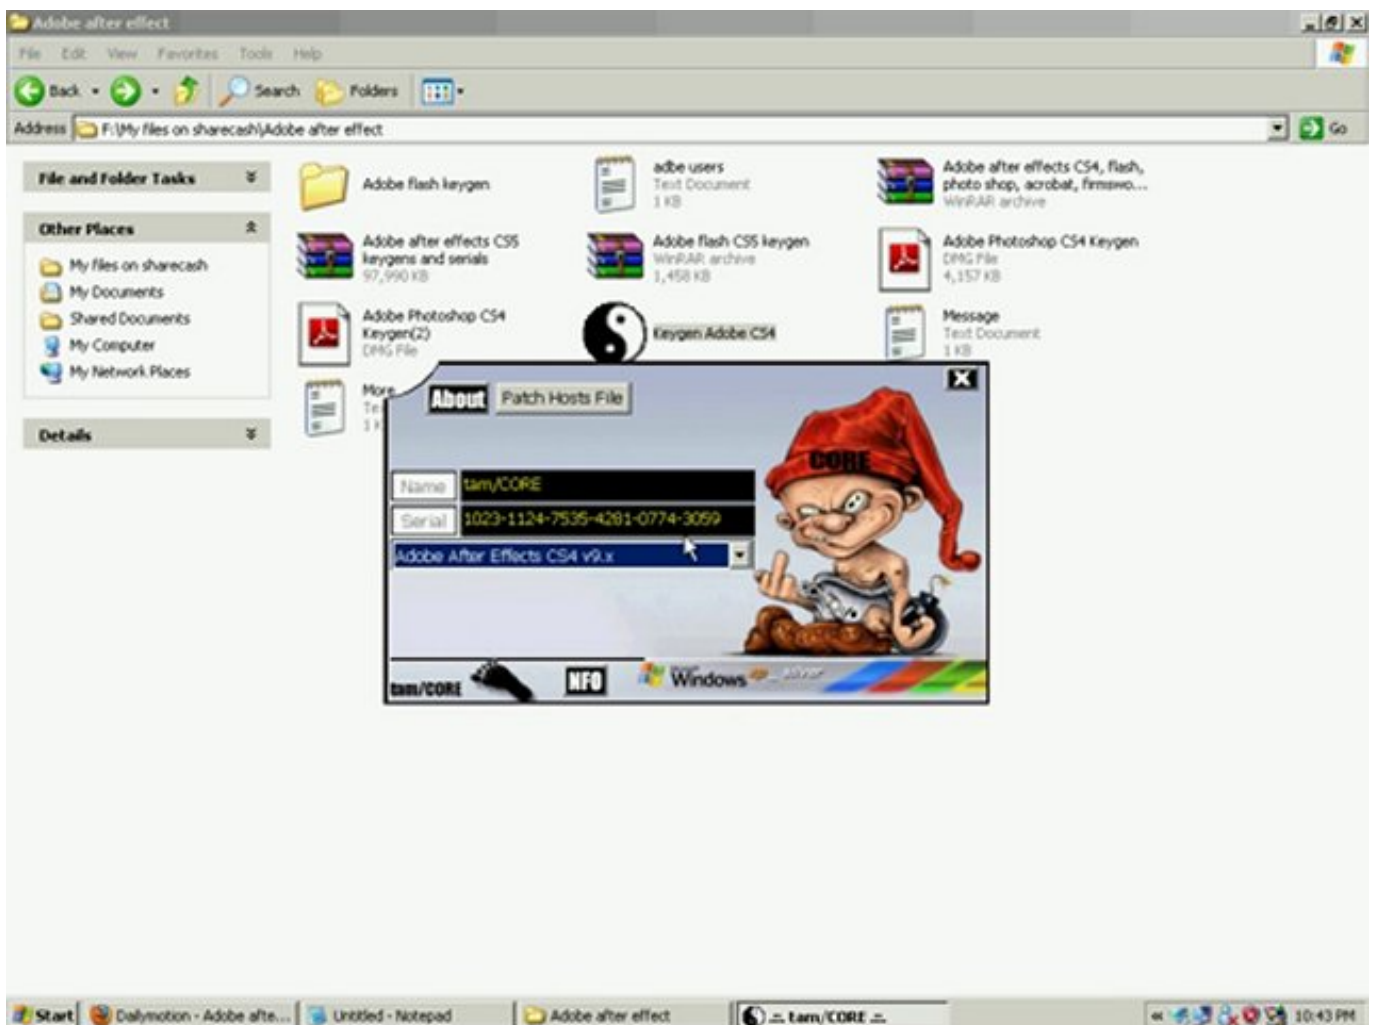 Adobe after effect
File Edit View Favorites Tools Help
Back Search Folders
Address F:\My files on sharecash\Adobe after effect Go
File and Folder Tasks
Other Places
My files on sharecash
My Documents
Shared Documents
My Computer
My Network Places
Details
Adobe flash keygen
adbe users
Text Document
1 KB
Adobe after effects CS4, flash,
photo shop, acrobat, firmswo...
WinRAR archive
Adobe after effects CS5
keygens and serials
97,990 KB
Adobe flash CS5 keygen
WinRAR archive
1,458 KB
Adobe Photoshop CS4 Keygen
DMG File
4,157 KB
Adobe Photoshop CS4
Keygen(2)
DMG File
Keygen Adobe CS4
Message
Text Document
1 KB
More
Te
1 K
About Patch Hosts File
CORE
Name tam/CORE
Serial 1023-1124-7535-4281-0774-3059
Adobe After Effects CS4 v9.x
tam/CORE NFO Windows
Start Dailymotion - Adobe afte... Untitled - Notepad Adobe after effect .:. tam/CORE .:. 10:43 PM